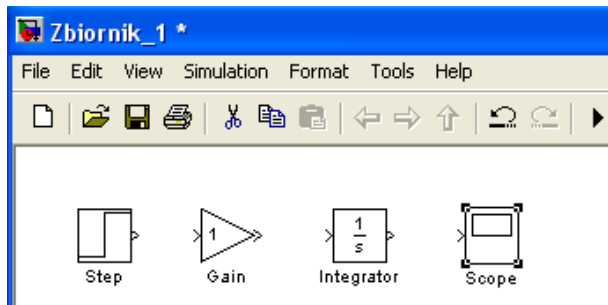 Zbiornik_1 *
File Edit View Simulation Format Tools Help
1 1/s
Step Gain Integrator Scope